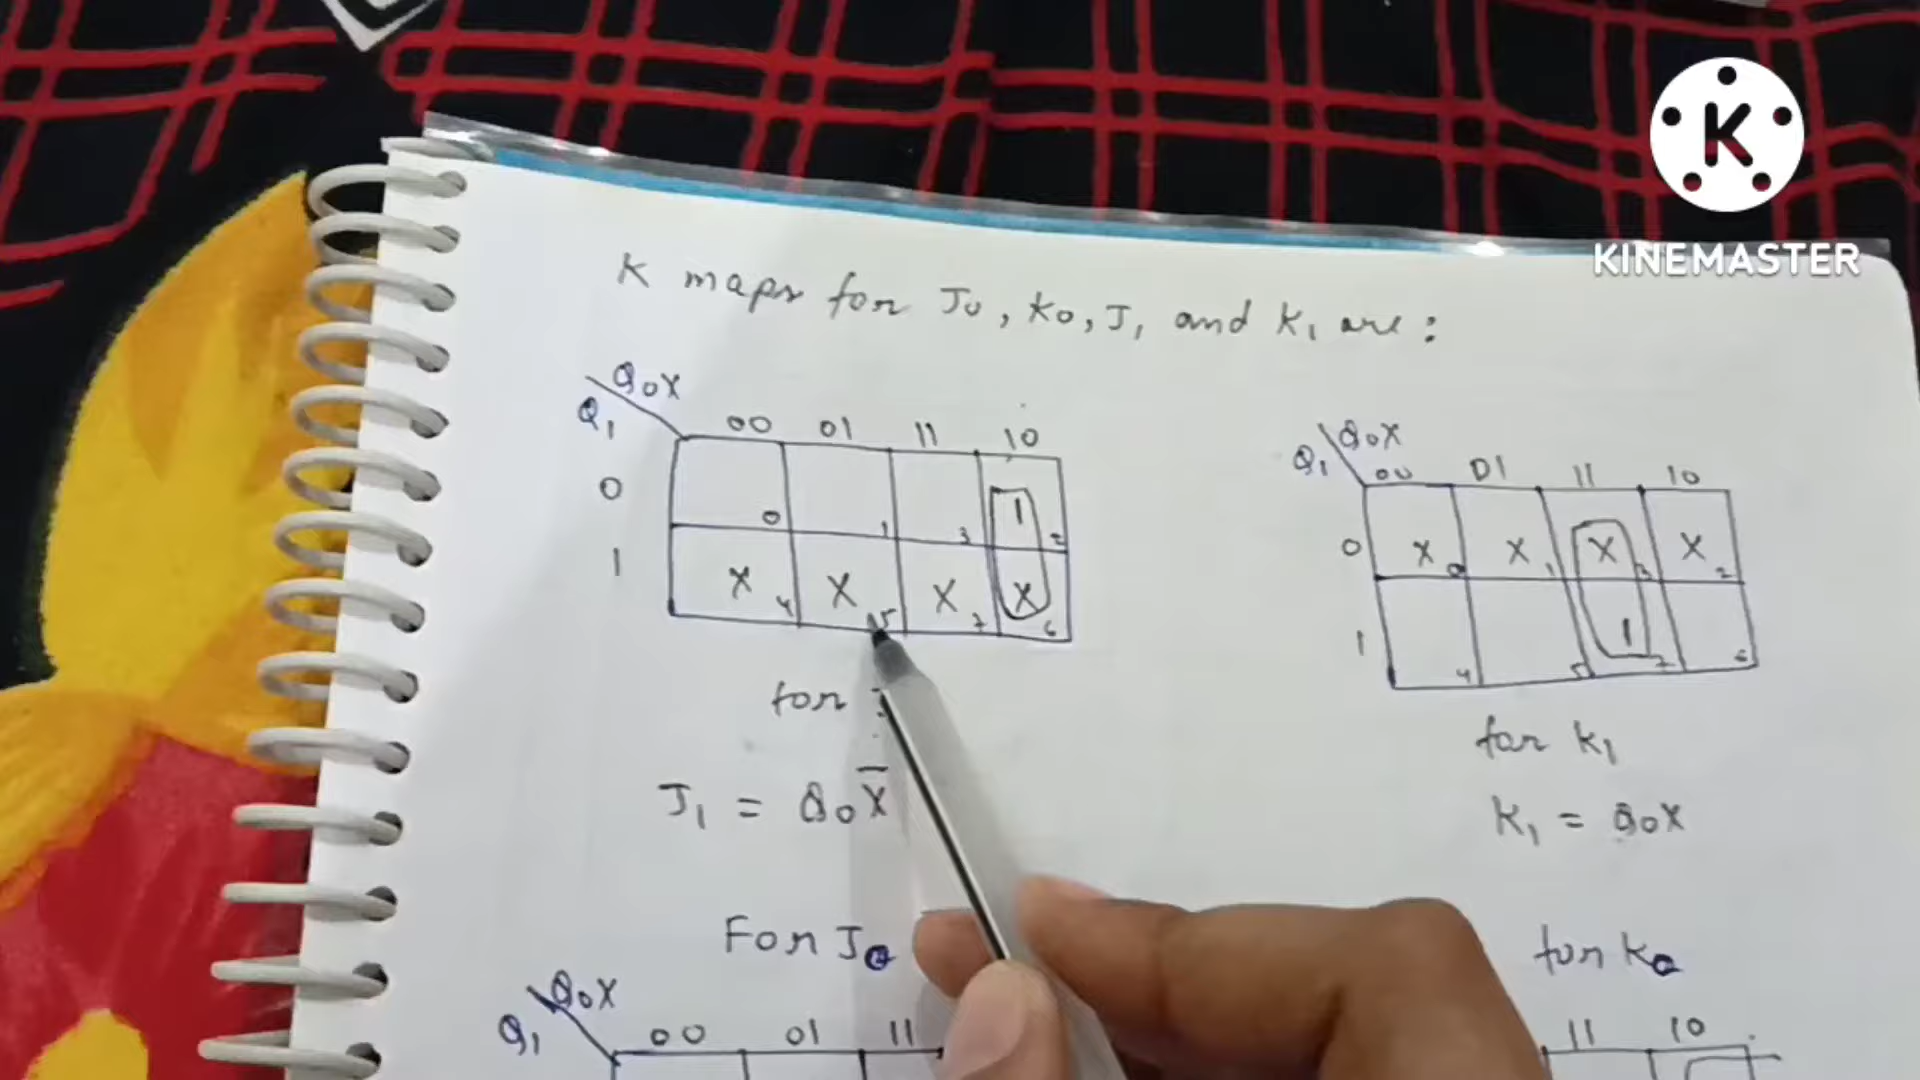 K
KINEMASTER
K maps for J0, K0, J1 and K1 are:
Q0X
Q1
00 01 11 10
0
1
0 1 3 1 2
X 4 X 5 X 7 X 6
for
J1 = Q0X̅
Q0X
Q1
00 01 11 10
0
1
X 0 X 1 X 3 X 2
4 5 1 7 6
for K1
K1 = Q0X
For J0
Q0X
Q1
00 01 11
for K0
11 10